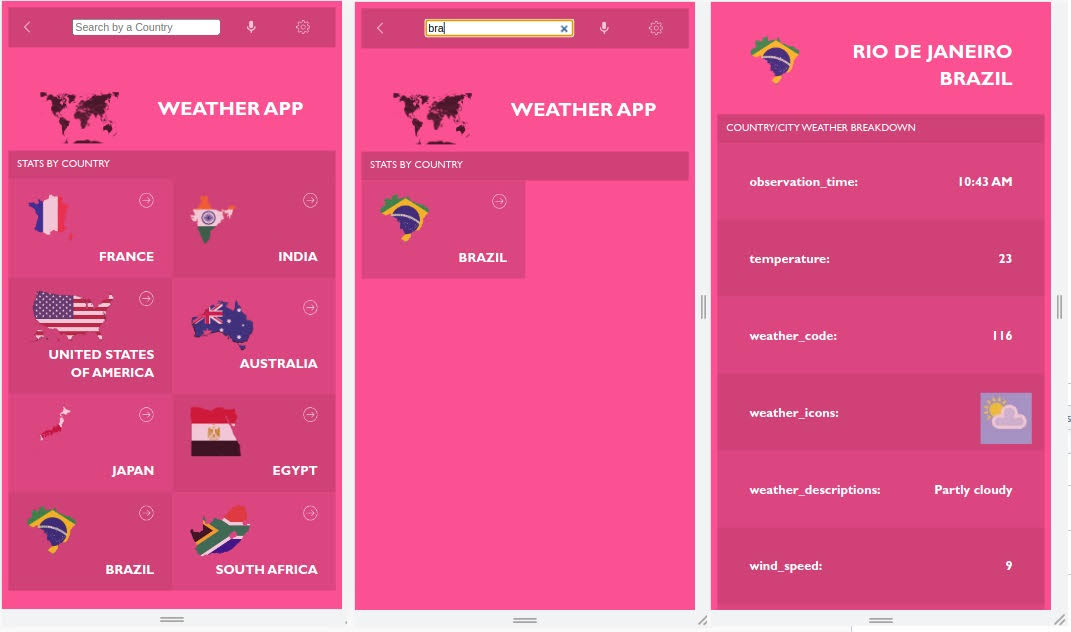 Search by a Country
WEATHER APP
STATS BY COUNTRY
FRANCE
INDIA
UNITED STATES
OF AMERICA
AUSTRALIA
JAPAN
EGYPT
BRAZIL
SOUTH AFRICA
bra
WEATHER APP
STATS BY COUNTRY
BRAZIL
RIO DE JANEIRO
BRAZIL
COUNTRY/CITY WEATHER BREAKDOWN
observation_time: 10:43 AM
temperature: 23
weather_code: 116
weather_icons:
weather_descriptions: Partly cloudy
wind_speed: 9